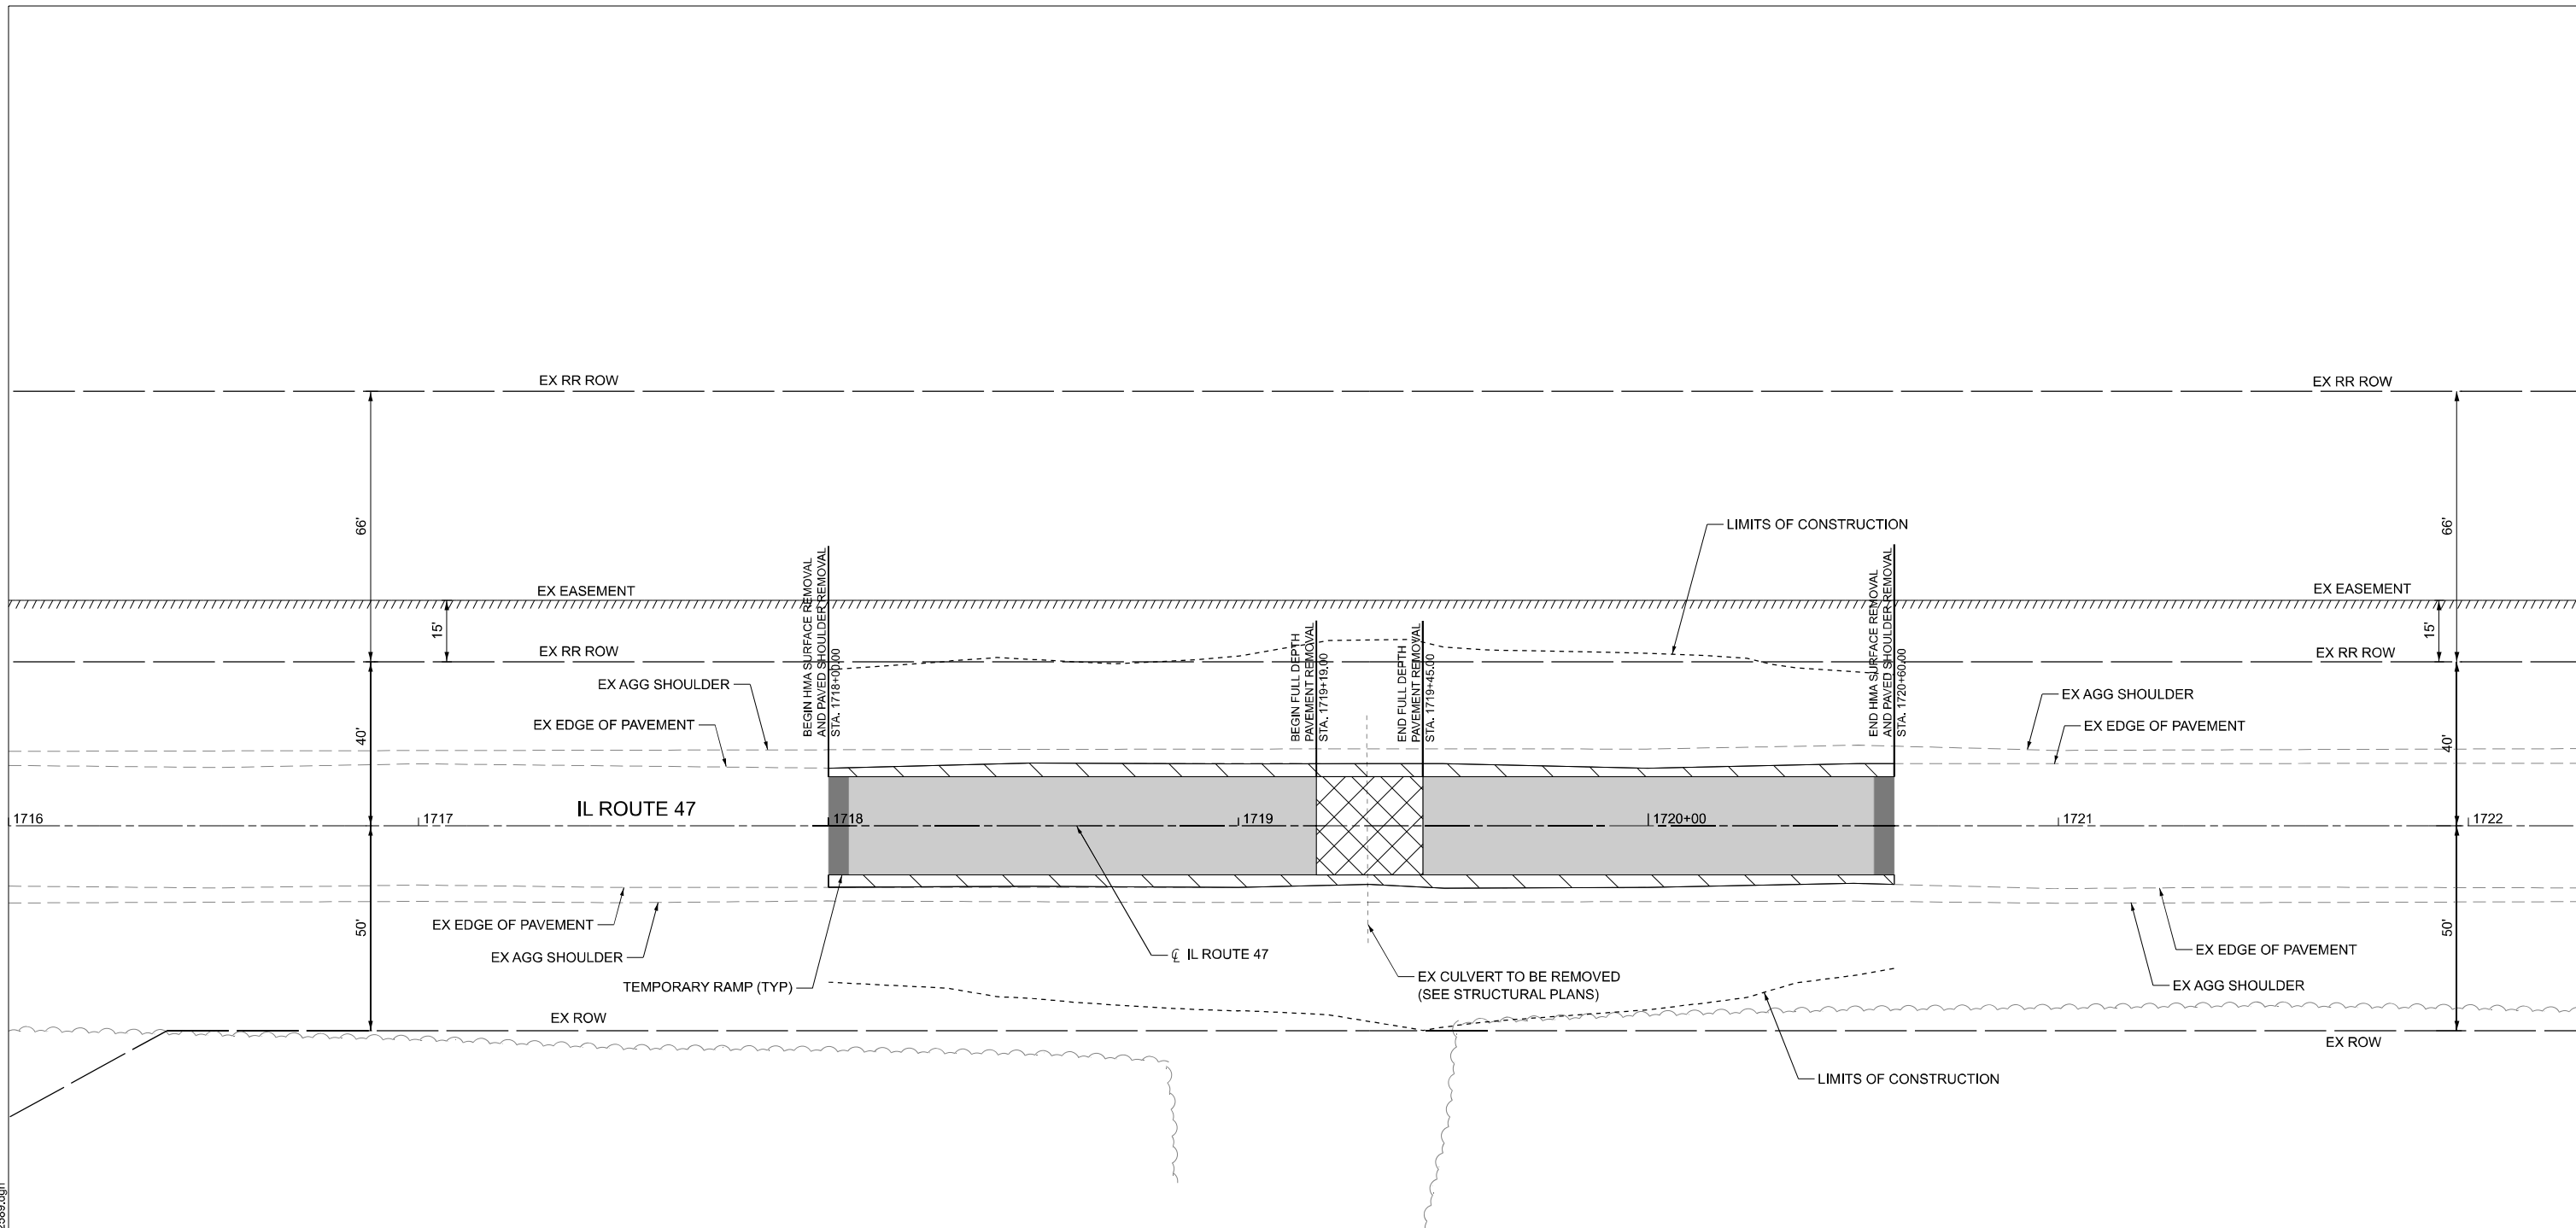 EX RR ROW
EX RR ROW
66'
66'
LIMITS OF CONSTRUCTION
BEGIN HMA SURFACE REMOVAL
AND PAVED SHOULDER REMOVAL
STA. 1718+00.00
END HMA SURFACE REMOVAL
AND PAVED SHOULDER REMOVAL
STA. 1720+60.00
EX EASEMENT
EX EASEMENT
15'
15'
BEGIN FULL DEPTH
PAVEMENT REMOVAL
STA. 1719+19.00
END FULL DEPTH
PAVEMENT REMOVAL
STA. 1719+45.00
EX RR ROW
EX RR ROW
EX AGG SHOULDER
EX AGG SHOULDER
EX EDGE OF PAVEMENT
EX EDGE OF PAVEMENT
40'
40'
IL ROUTE 47
1716
1717
1718
1719
1720+00
1721
1722
EX EDGE OF PAVEMENT
50'
50'
EX AGG SHOULDER
℄ IL ROUTE 47
EX EDGE OF PAVEMENT
TEMPORARY RAMP (TYP)
EX CULVERT TO BE REMOVED
(SEE STRUCTURAL PLANS)
EX AGG SHOULDER
EX ROW
EX ROW
LIMITS OF CONSTRUCTION